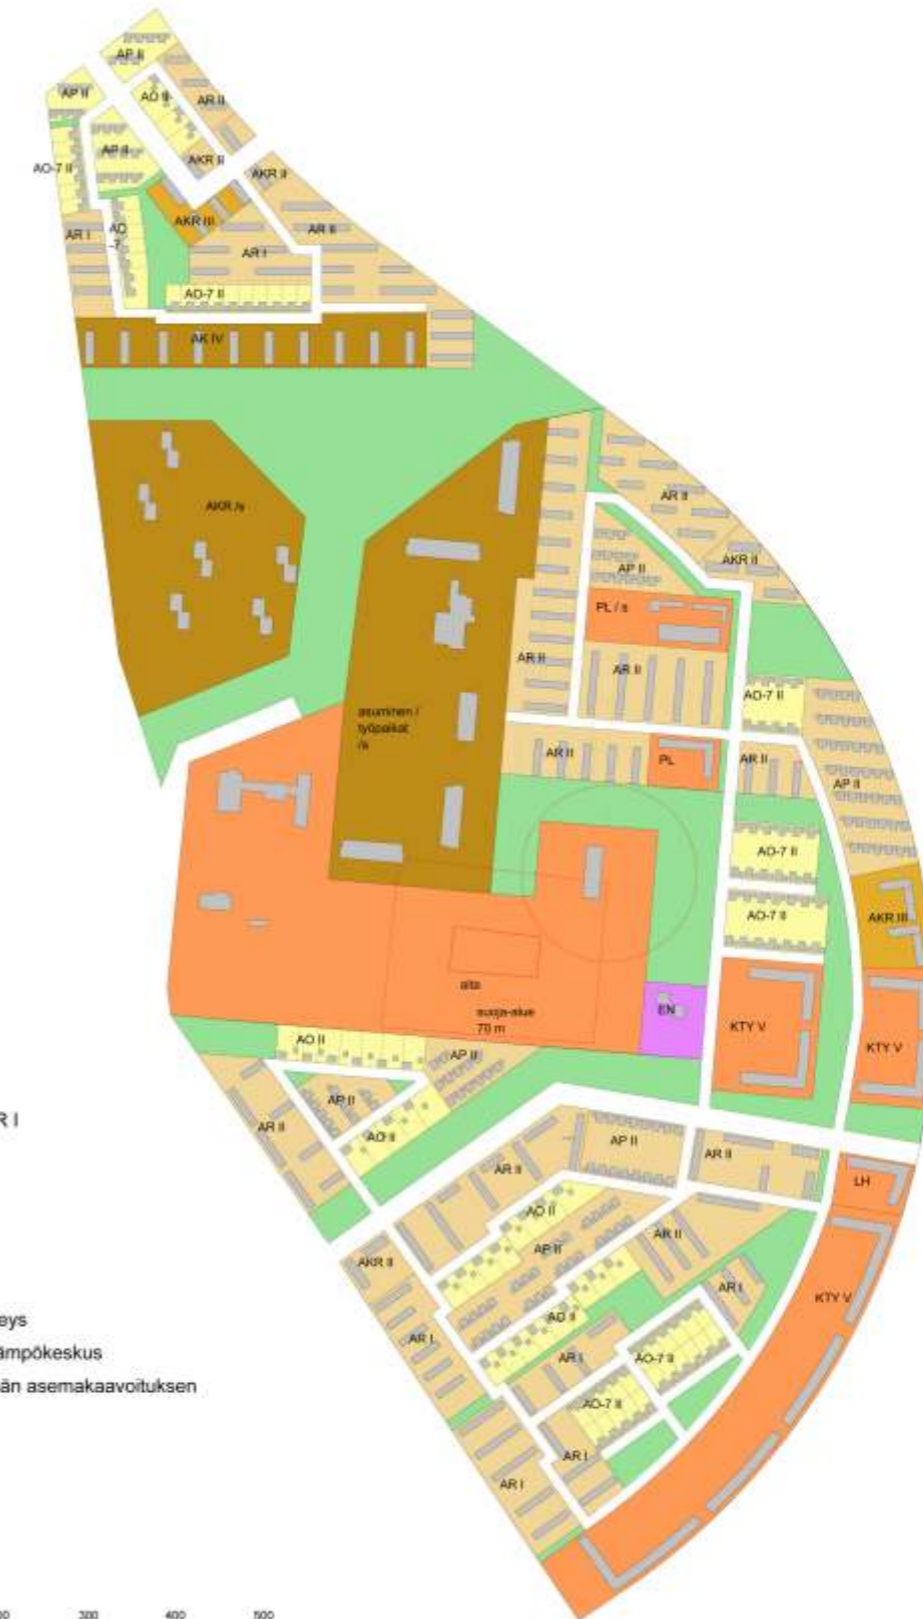 AP II
AP II
AO II
AR II
AP II
AO-7 II
AKR II
AKR II
AKR III
AR I
AO
-7
AR II
AR I
AO-7 II
AK IV
AKR /s
AR II
AKR II
AP II
PL / s
AR II
AR II
AO-7 II
asuminen /
työpaikat
/s
AR II
PL
AR II
AP II
AO-7 II
AO-7 II
AKR III
aita
suoja-alue
70 m
EN
KTY V
KTY V
AO II
AP II
AP II
AR II
AO II
R I
AP II
AR II
AR II
LH
AO II
AR II
AP II
AKR II
AR I
KTY V
AO II
AR I
eys
AR I
AO-7 II
ämpökeskus
än asemakaavoituksen
AO-7 II
AR I
AR I
00 300 400 500